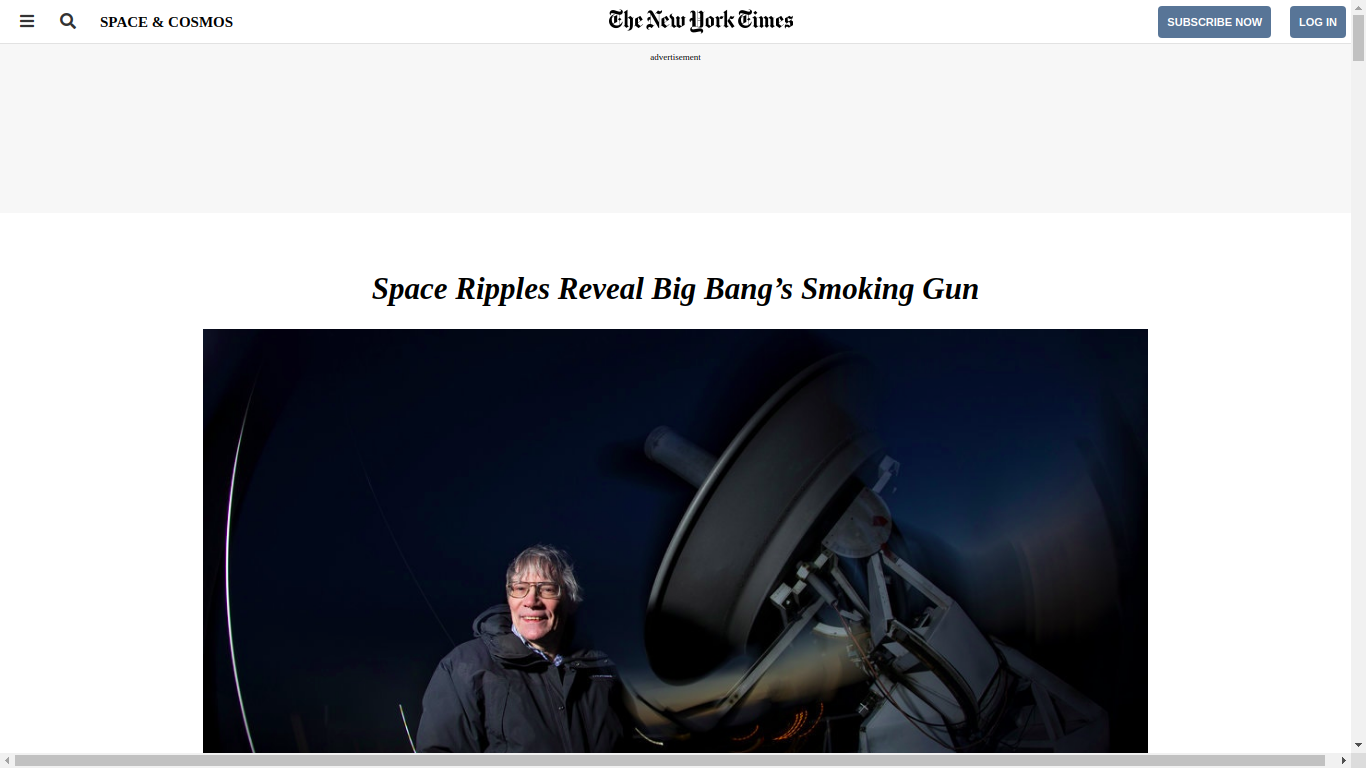 SPACE & COSMOS
The New York Times
SUBSCRIBE NOW
LOG IN
advertisement
Space Ripples Reveal Big Bang’s Smoking Gun